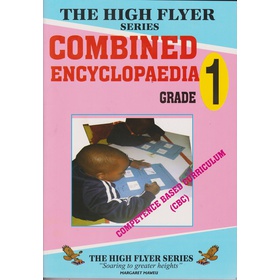 THE HIGH FLYER
SERIES
COMBINED
ENCYCLOPAEDIA
GRADE 1
COMPETENCE BASED CURRICULUM
(CBC)
THE HIGH FLYER SERIES
"Soaring to greater heights"
MARGARET MAWEU